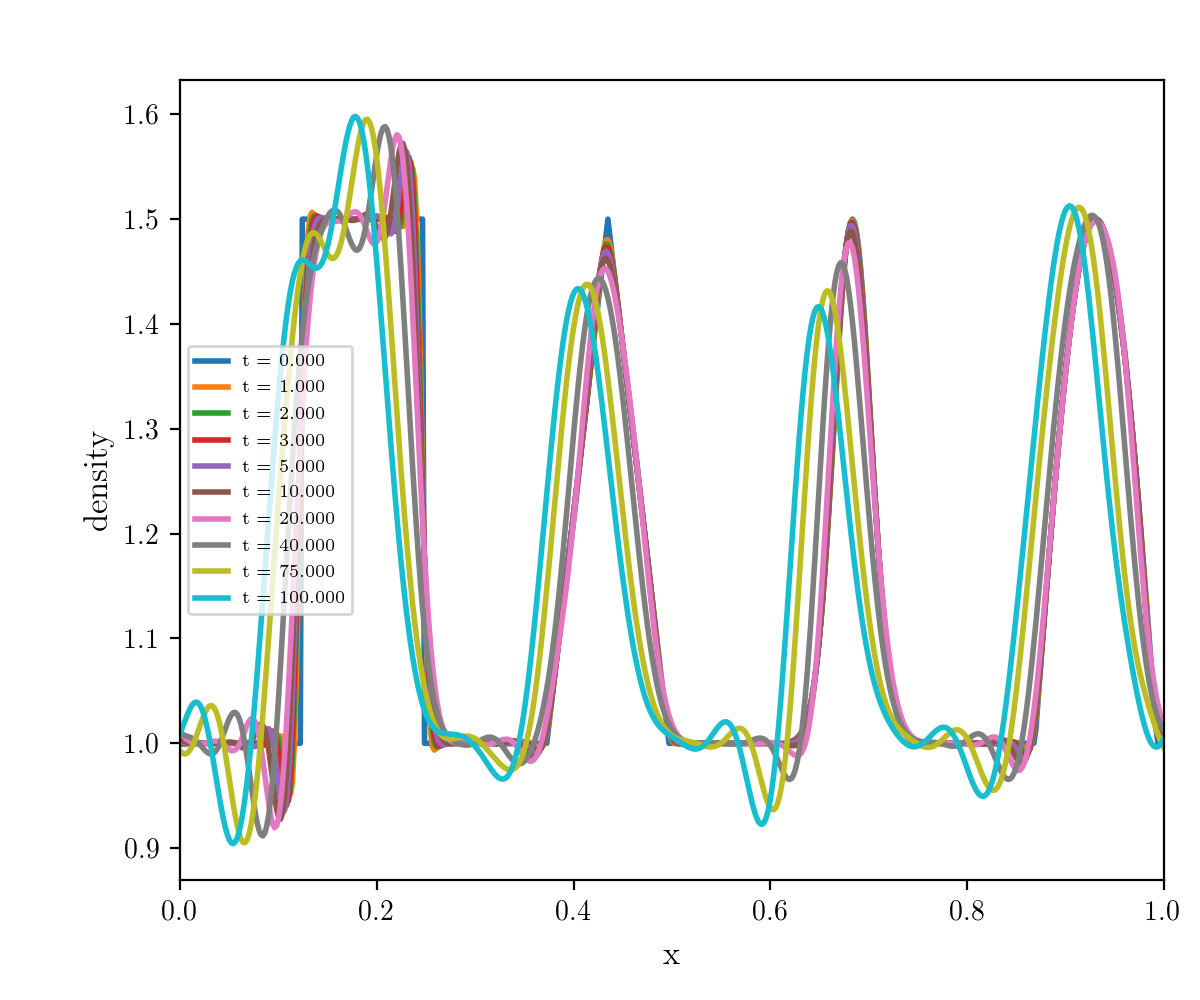 1.6
1.5
1.4
1.3
1.2
1.1
1.0
0.9
density
t = 0.000
t = 1.000
t = 2.000
t = 3.000
t = 5.000
t = 10.000
t = 20.000
t = 40.000
t = 75.000
t = 100.000
0.0 0.2 0.4 0.6 0.8 1.0
x